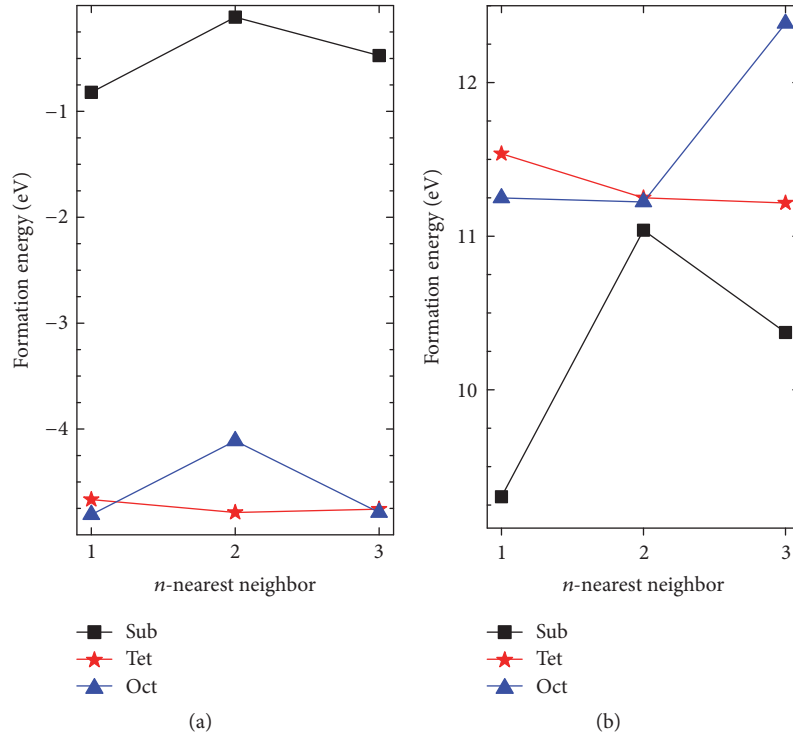 −1
−2
−3
−4
Formation energy (eV)
1
2
3
n-nearest neighbor
Sub
Tet
Oct
(a)
12
11
10
Formation energy (eV)
1
2
3
n-nearest neighbor
Sub
Tet
Oct
(b)